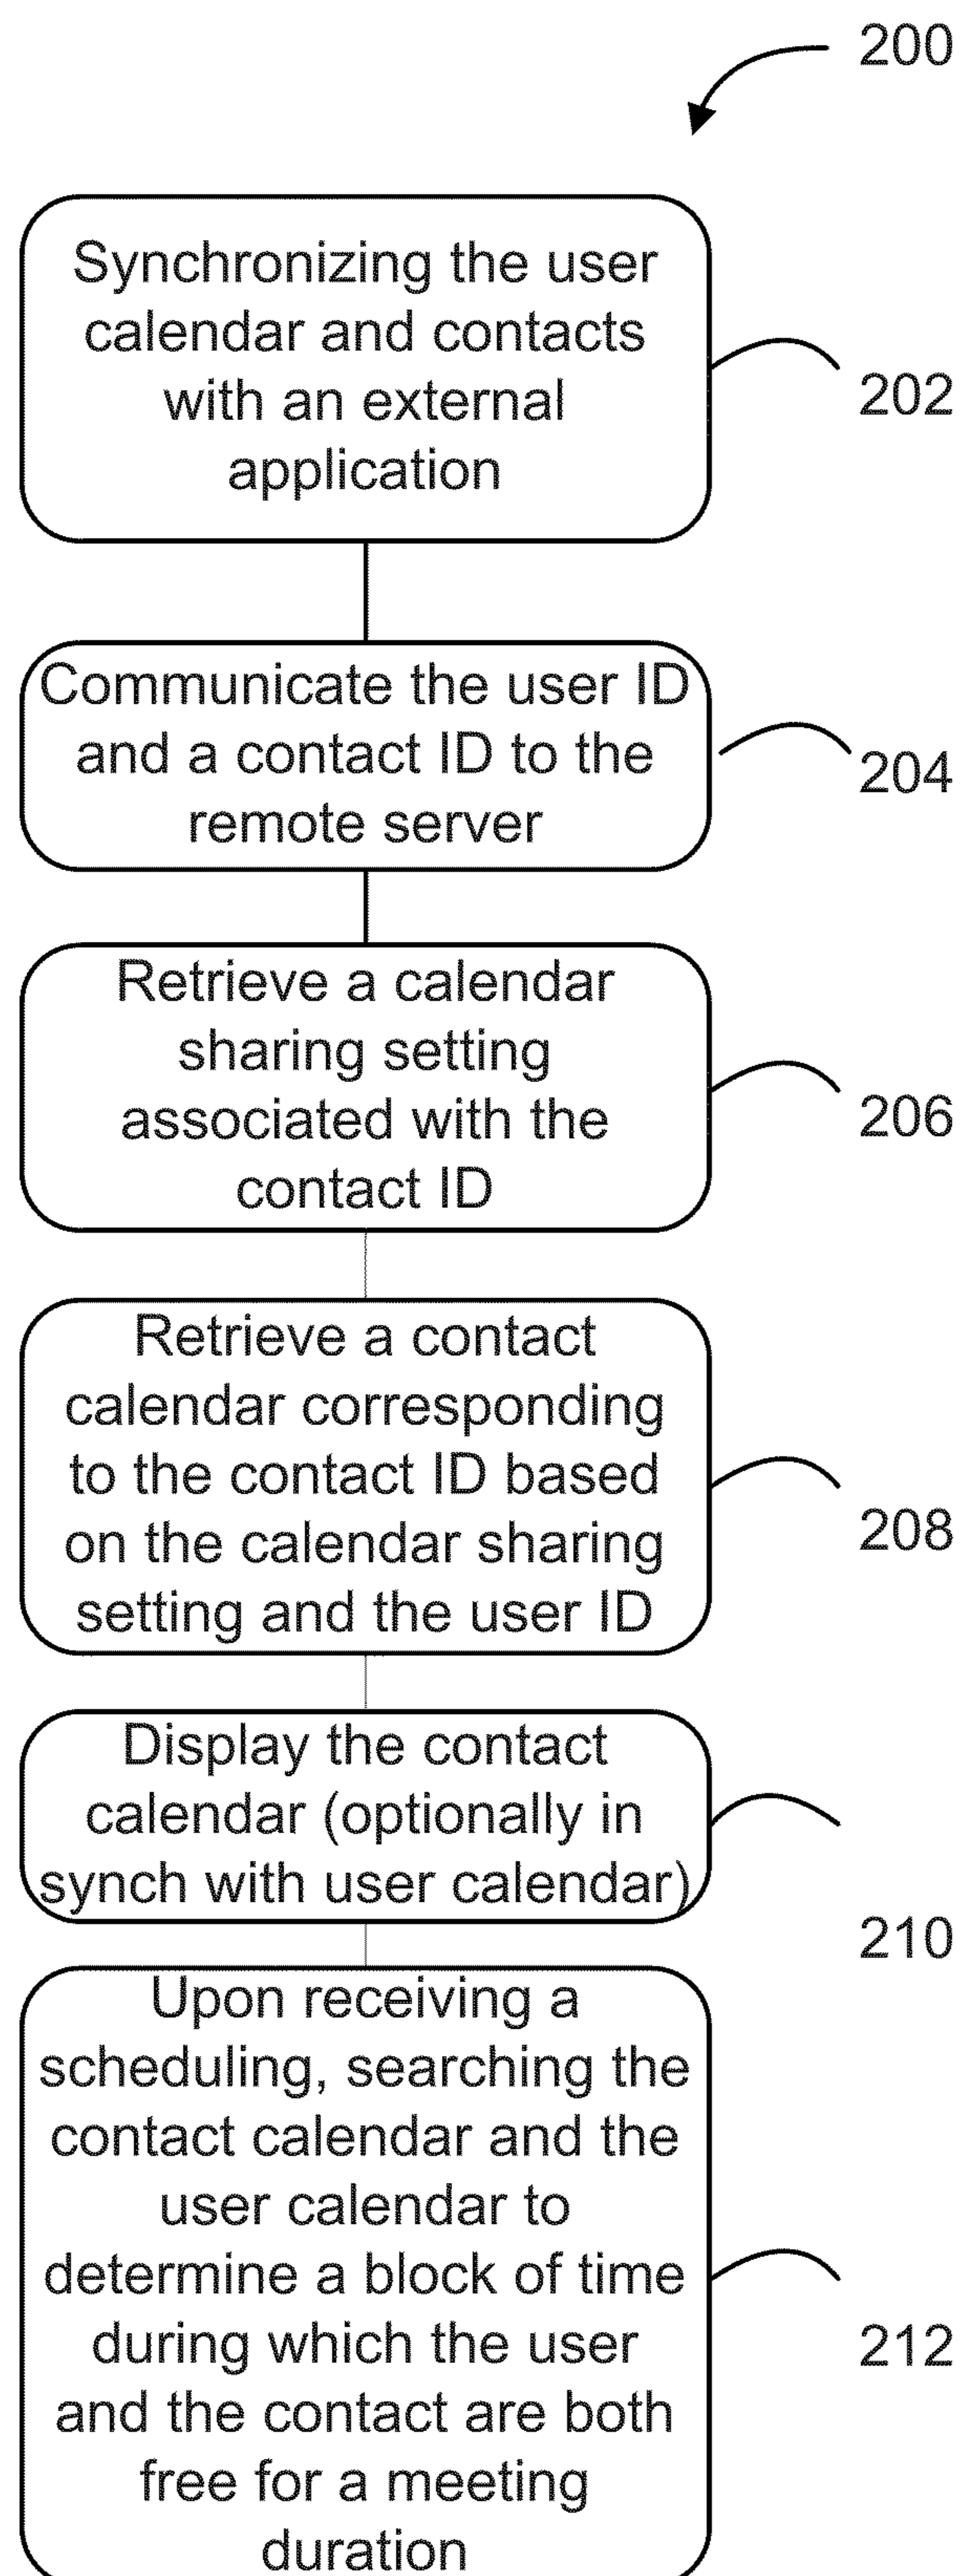 200
Synchronizing the user
calendar and contacts
with an external
application
202
Communicate the user ID
and a contact ID to the
remote server
204
Retrieve a calendar
sharing setting
associated with the
contact ID
206
Retrieve a contact
calendar corresponding
to the contact ID based
on the calendar sharing
setting and the user ID
208
Display the contact
calendar (optionally in
synch with user calendar)
210
Upon receiving a
scheduling, searching the
contact calendar and the
user calendar to
determine a block of time
during which the user
and the contact are both
free for a meeting
duration
212